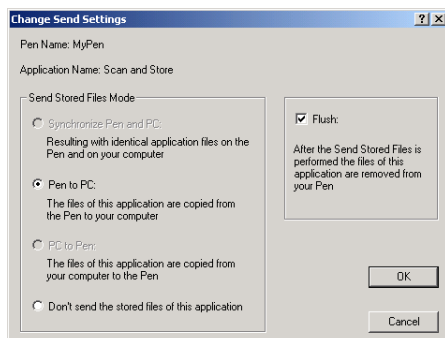 Change Send Settings
Pen Name: MyPen
Application Name: Scan and Store
Send Stored Files Mode
Synchronize Pen and PC:
Resulting with identical application files on the
Pen and on your computer
Pen to PC:
The files of this application are copied from
the Pen to your computer
PC to Pen:
The files of this application are copied from
your computer to the Pen
Don't send the stored files of this application
Flush:
After the Send Stored Files is
performed the files of this
application are removed from
your Pen
OK
Cancel